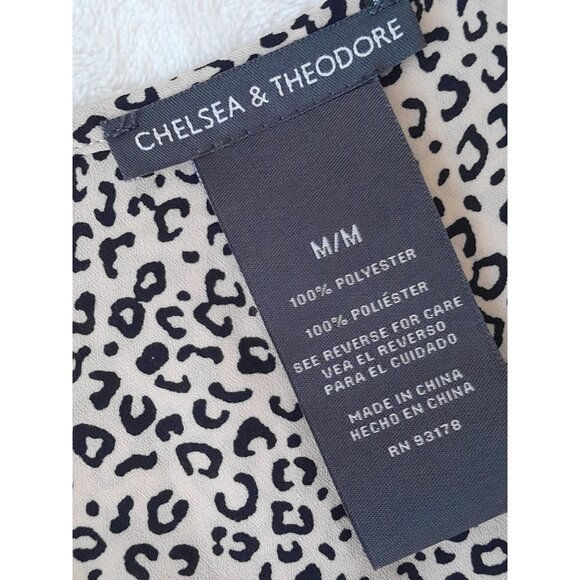 CHELSEA & THEODORE
M/M
100% POLYESTER
100% POLIÉSTER
SEE REVERSE FOR CARE
VEA EL REVERSO
PARA EL CUIDADO
MADE IN CHINA
HECHO EN CHINA
RN 93178